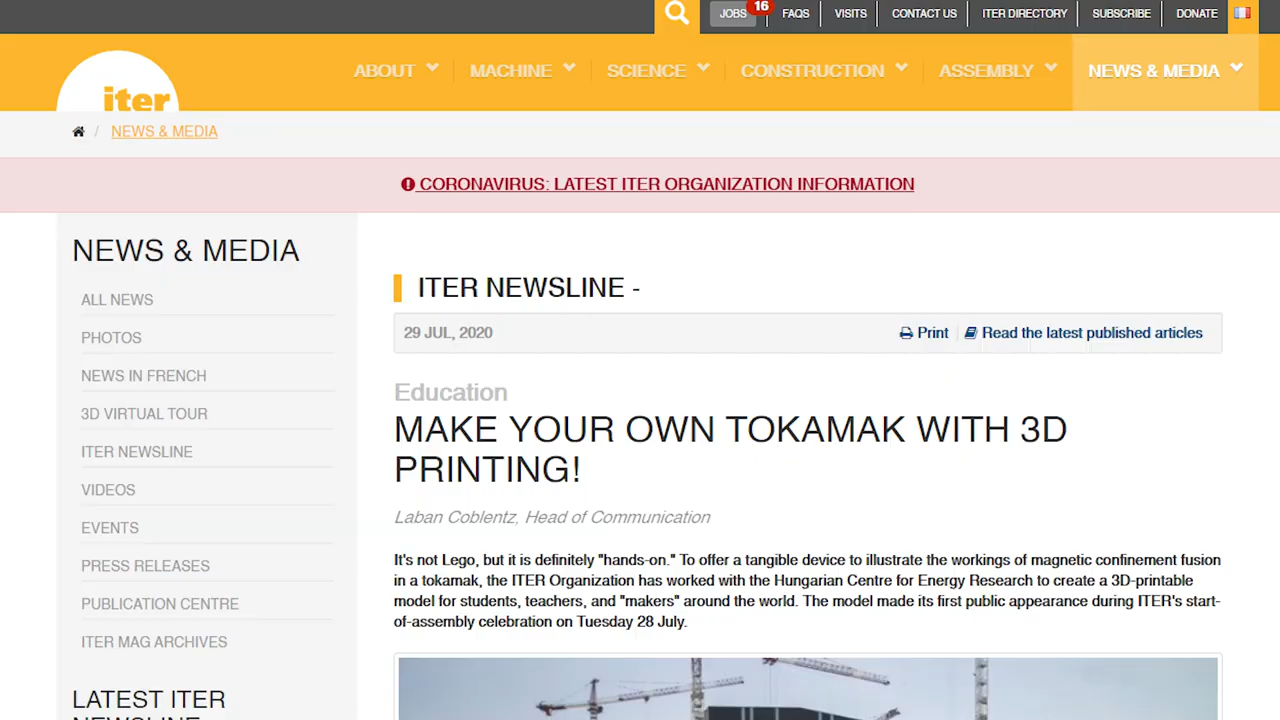 JOBS 16 FAQS VISITS CONTACT US ITER DIRECTORY SUBSCRIBE DONATE
iter
ABOUT MACHINE SCIENCE CONSTRUCTION ASSEMBLY NEWS & MEDIA
/ NEWS & MEDIA
CORONAVIRUS: LATEST ITER ORGANIZATION INFORMATION
NEWS & MEDIA
ALL NEWS
PHOTOS
NEWS IN FRENCH
3D VIRTUAL TOUR
ITER NEWSLINE
VIDEOS
EVENTS
PRESS RELEASES
PUBLICATION CENTRE
ITER MAG ARCHIVES
LATEST ITER
NEWSLINE
ITER NEWSLINE -
29 JUL, 2020 Print | Read the latest published articles
Education
MAKE YOUR OWN TOKAMAK WITH 3D
PRINTING!
Laban Coblentz, Head of Communication
It's not Lego, but it is definitely "hands-on." To offer a tangible device to illustrate the workings of magnetic confinement fusion
in a tokamak, the ITER Organization has worked with the Hungarian Centre for Energy Research to create a 3D-printable
model for students, teachers, and "makers" around the world. The model made its first public appearance during ITER's start-
of-assembly celebration on Tuesday 28 July.